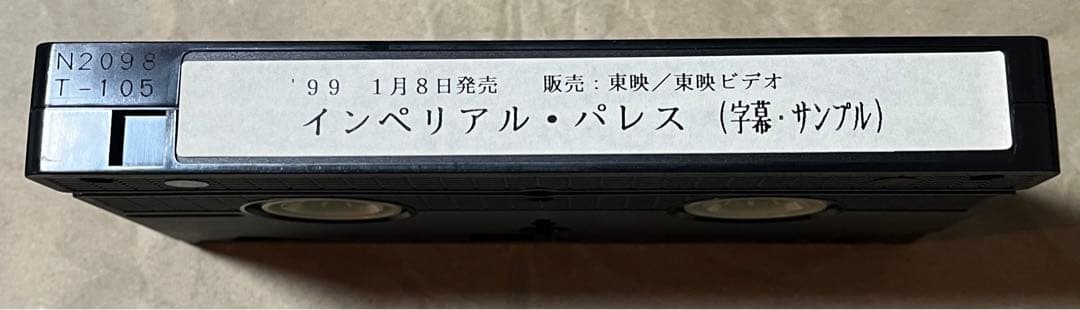 N2098
T-105
'99 1月8日発売 販売:東映/東映ビデオ
インペリアル・パレス (字幕・サンプル)